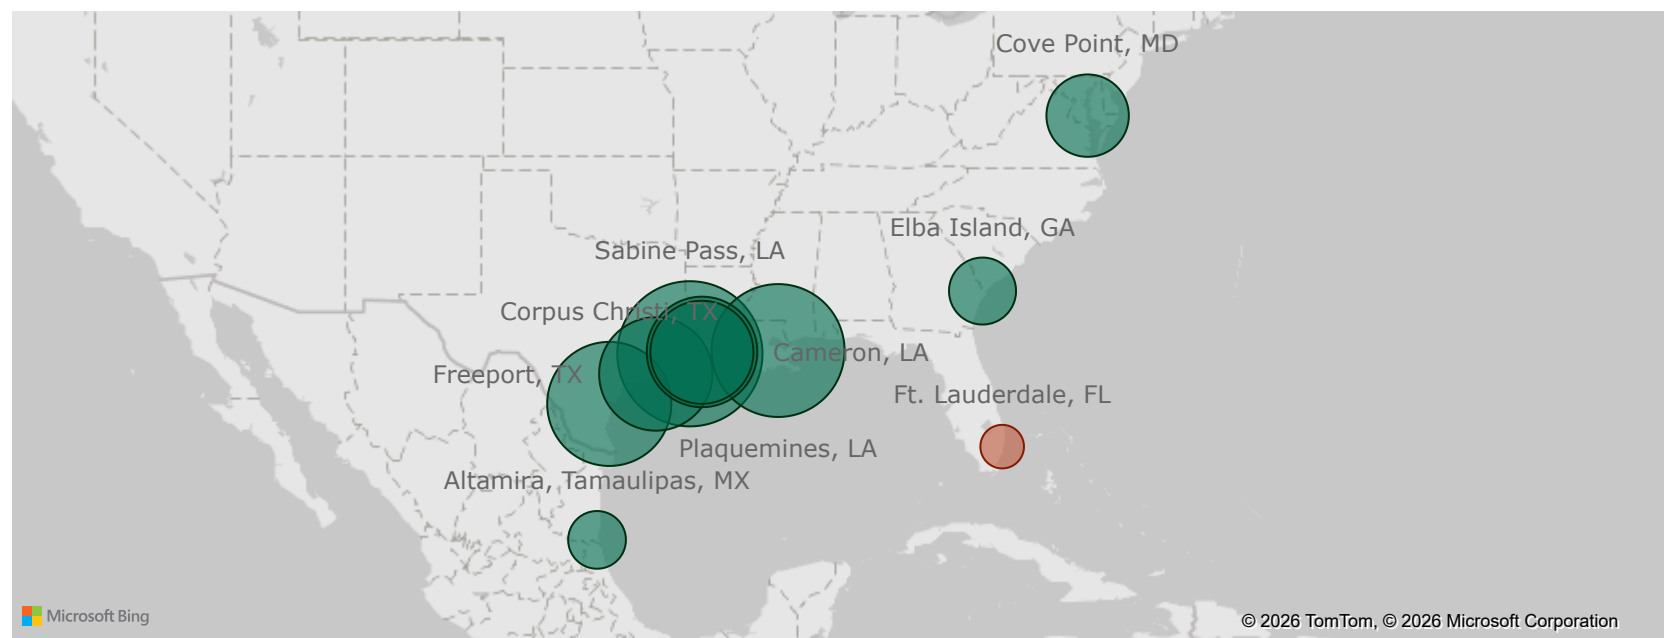 Cove Point, MD
Elba Island, GA
Sabine Pass, LA
Corpus Christi, TX
Cameron, LA
Freeport, TX
Ft. Lauderdale, FL
Plaquemines, LA
Altamira, Tamaulipas, MX
Microsoft Bing
© 2026 TomTom, © 2026 Microsoft Corporation